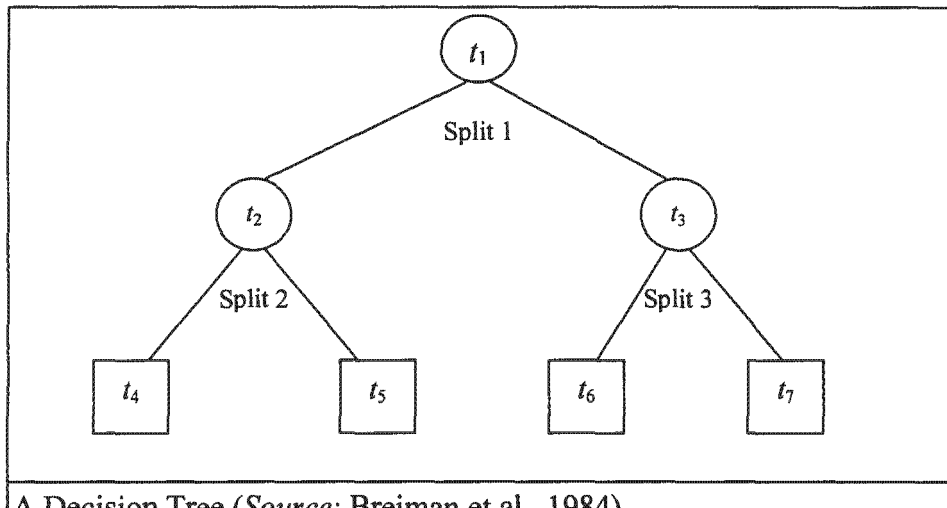 t₁
Split 1
t₂ t₃
Split 2 Split 3
t₄ t₅ t₆ t₇
A Decision Tree (Source: Breiman et al., 1984)